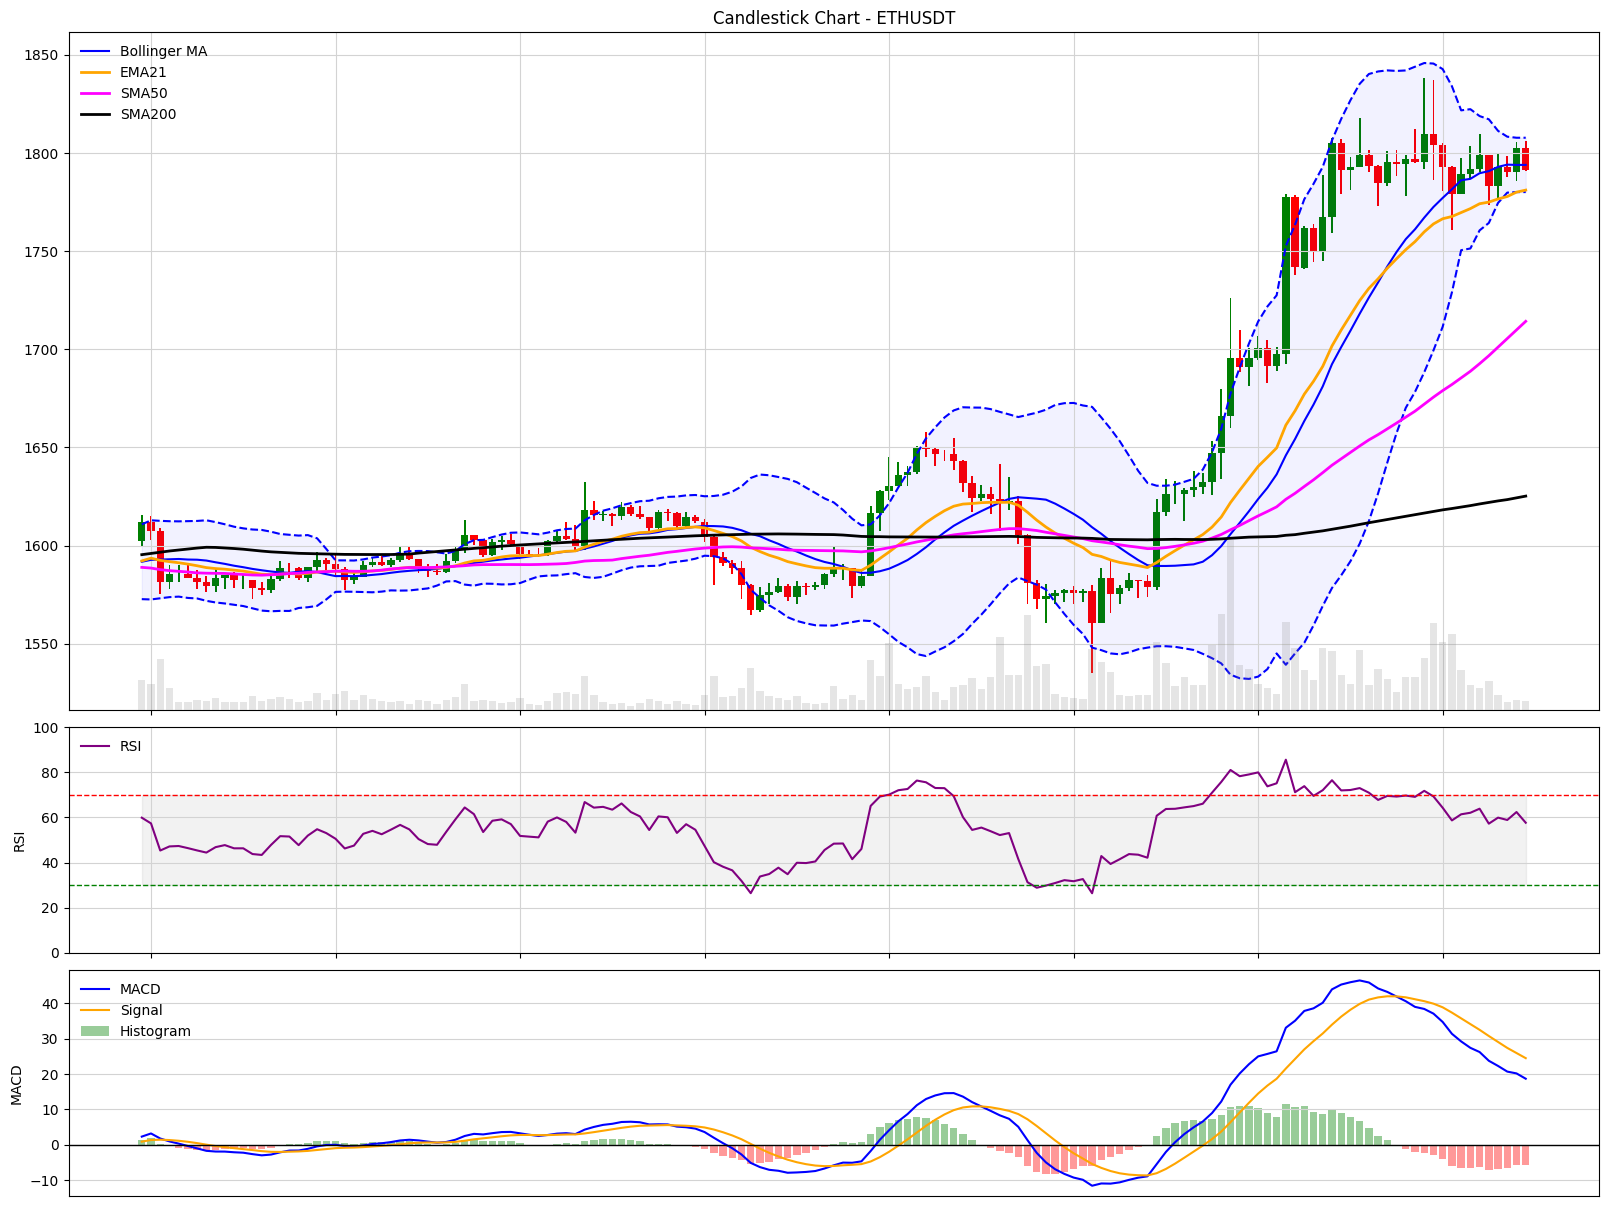 Candlestick Chart - ETHUSDT
1850
1800
1750
1700
1650
1600
1550
Bollinger MA
EMA21
SMA50
SMA200
100
80
60
40
20
0
RSI
RSI
40
30
20
10
0
−10
MACD
MACD
Signal
Histogram